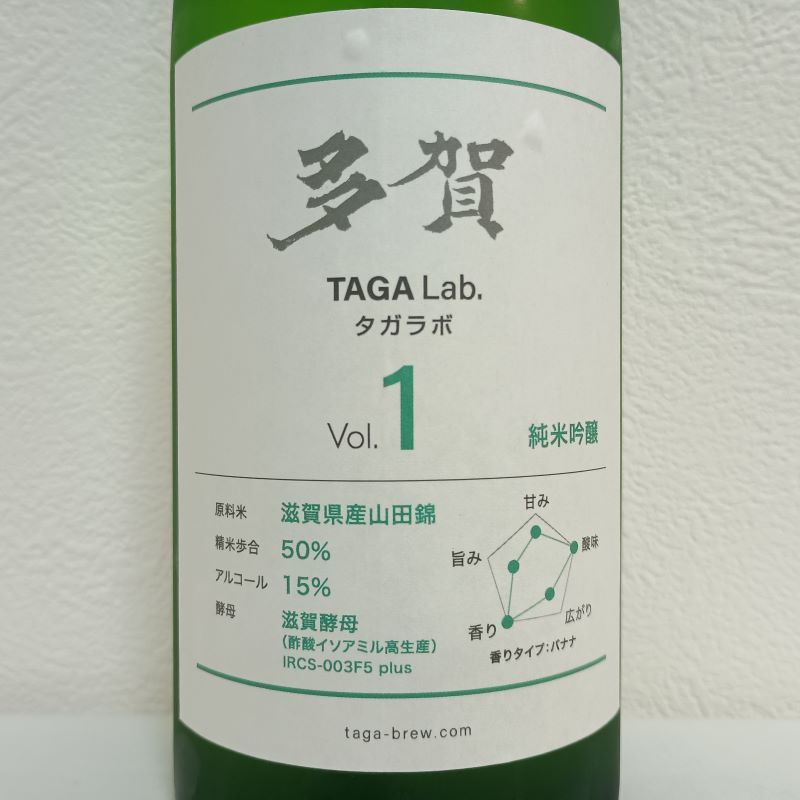 多賀
TAGA Lab.
タガラボ
Vol.1
純米吟醸
原料米 滋賀県産山田錦
精米歩合 50%
アルコール 15%
酵母 滋賀酵母
(酢酸イソアミル高生産)
IRCS-003F5 plus
甘み
酸味
旨み
広がり
香り
香りタイプ:バナナ
taga-brew.com